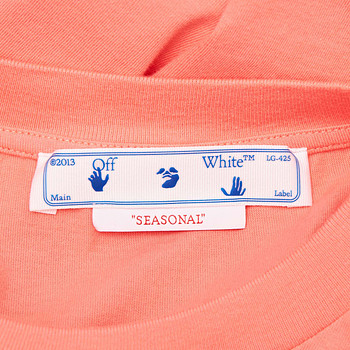 ©2013 Off White™ LG-425
Main Label
"SEASONAL"